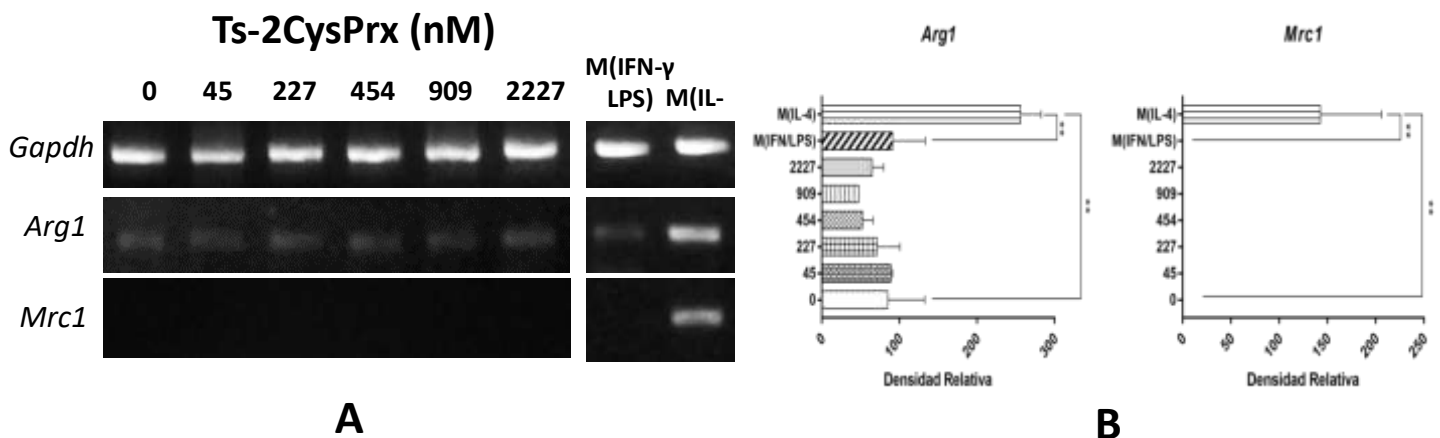 Ts-2CysPrx (nM)
0 45 227 454 909 2227
M(IFN-γ
LPS) M(IL-
Gapdh
Arg1
Mrc1
A
Arg1
M(IL-4)
M(IFN/LPS)
2227
909
454
227
45
0
**
**
0 100 200 300
Densidad Relativa
Mrc1
M(IL-4)
M(IFN/LPS)
2227
909
454
227
45
0
**
**
0 50 100 150 200 250
Densidad Relativa
B